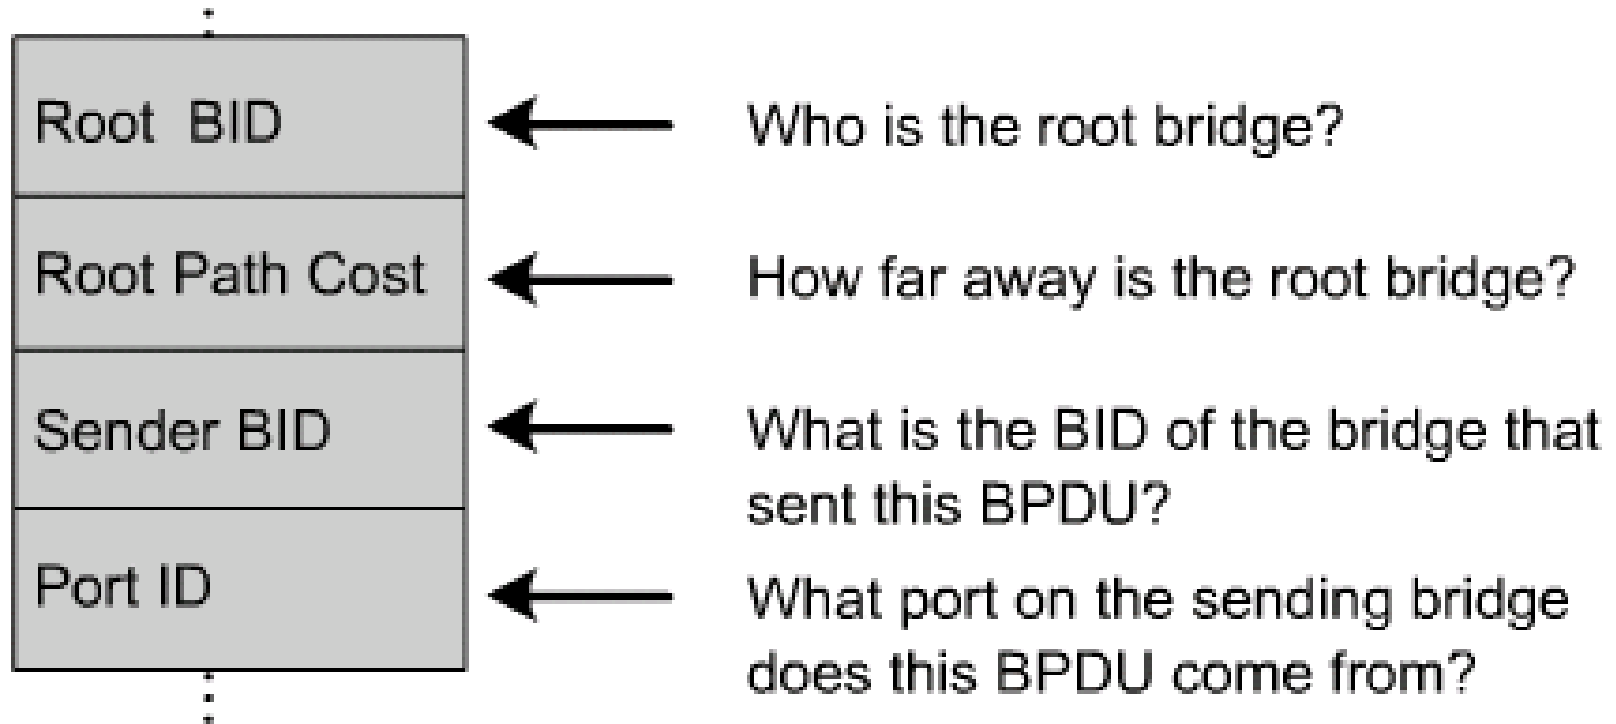 Root BID
Who is the root bridge?
Root Path Cost
How far away is the root bridge?
Sender BID
What is the BID of the bridge that
sent this BPDU?
Port ID
What port on the sending bridge
does this BPDU come from?